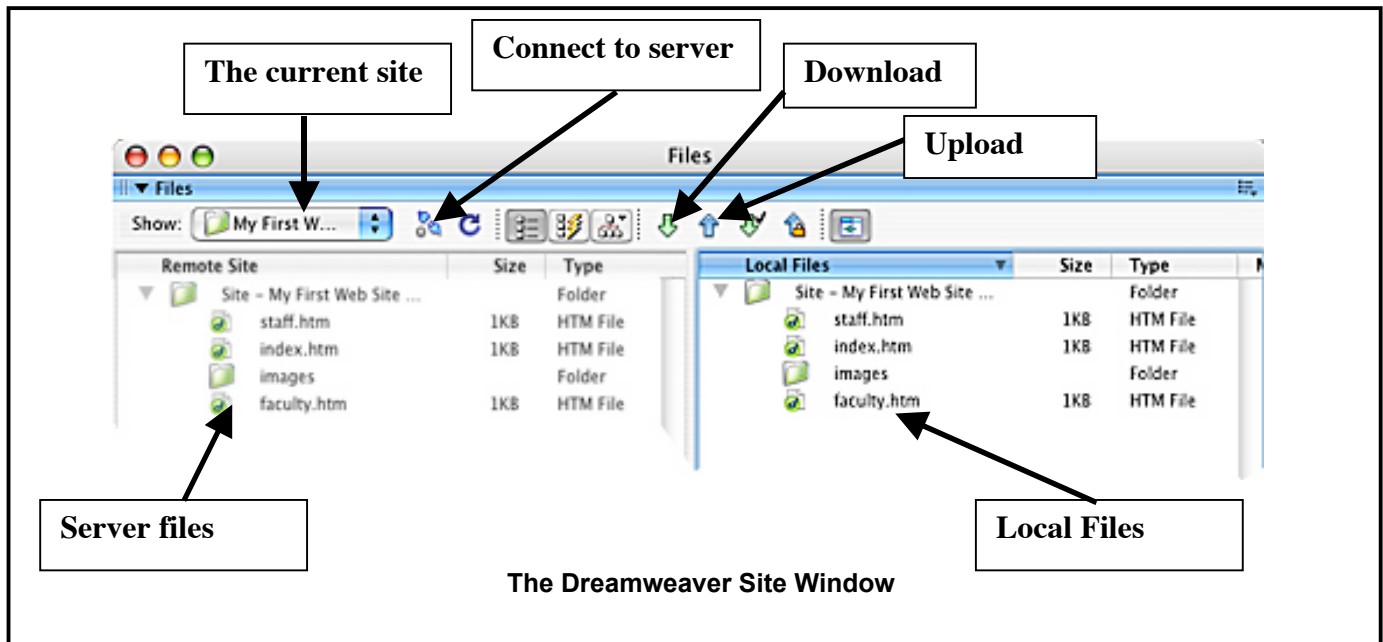 Connect to server
The current site
Download
Upload
Files
Files
Show: My First W...
Remote Site Size Type
Local Files Size Type
Site – My First Web Site ... Folder
staff.htm 1KB HTM File
index.htm 1KB HTM File
images Folder
faculty.htm 1KB HTM File
Site – My First Web Site ... Folder
staff.htm 1KB HTM File
index.htm 1KB HTM File
images Folder
faculty.htm 1KB HTM File
Server files
Local Files
The Dreamweaver Site Window